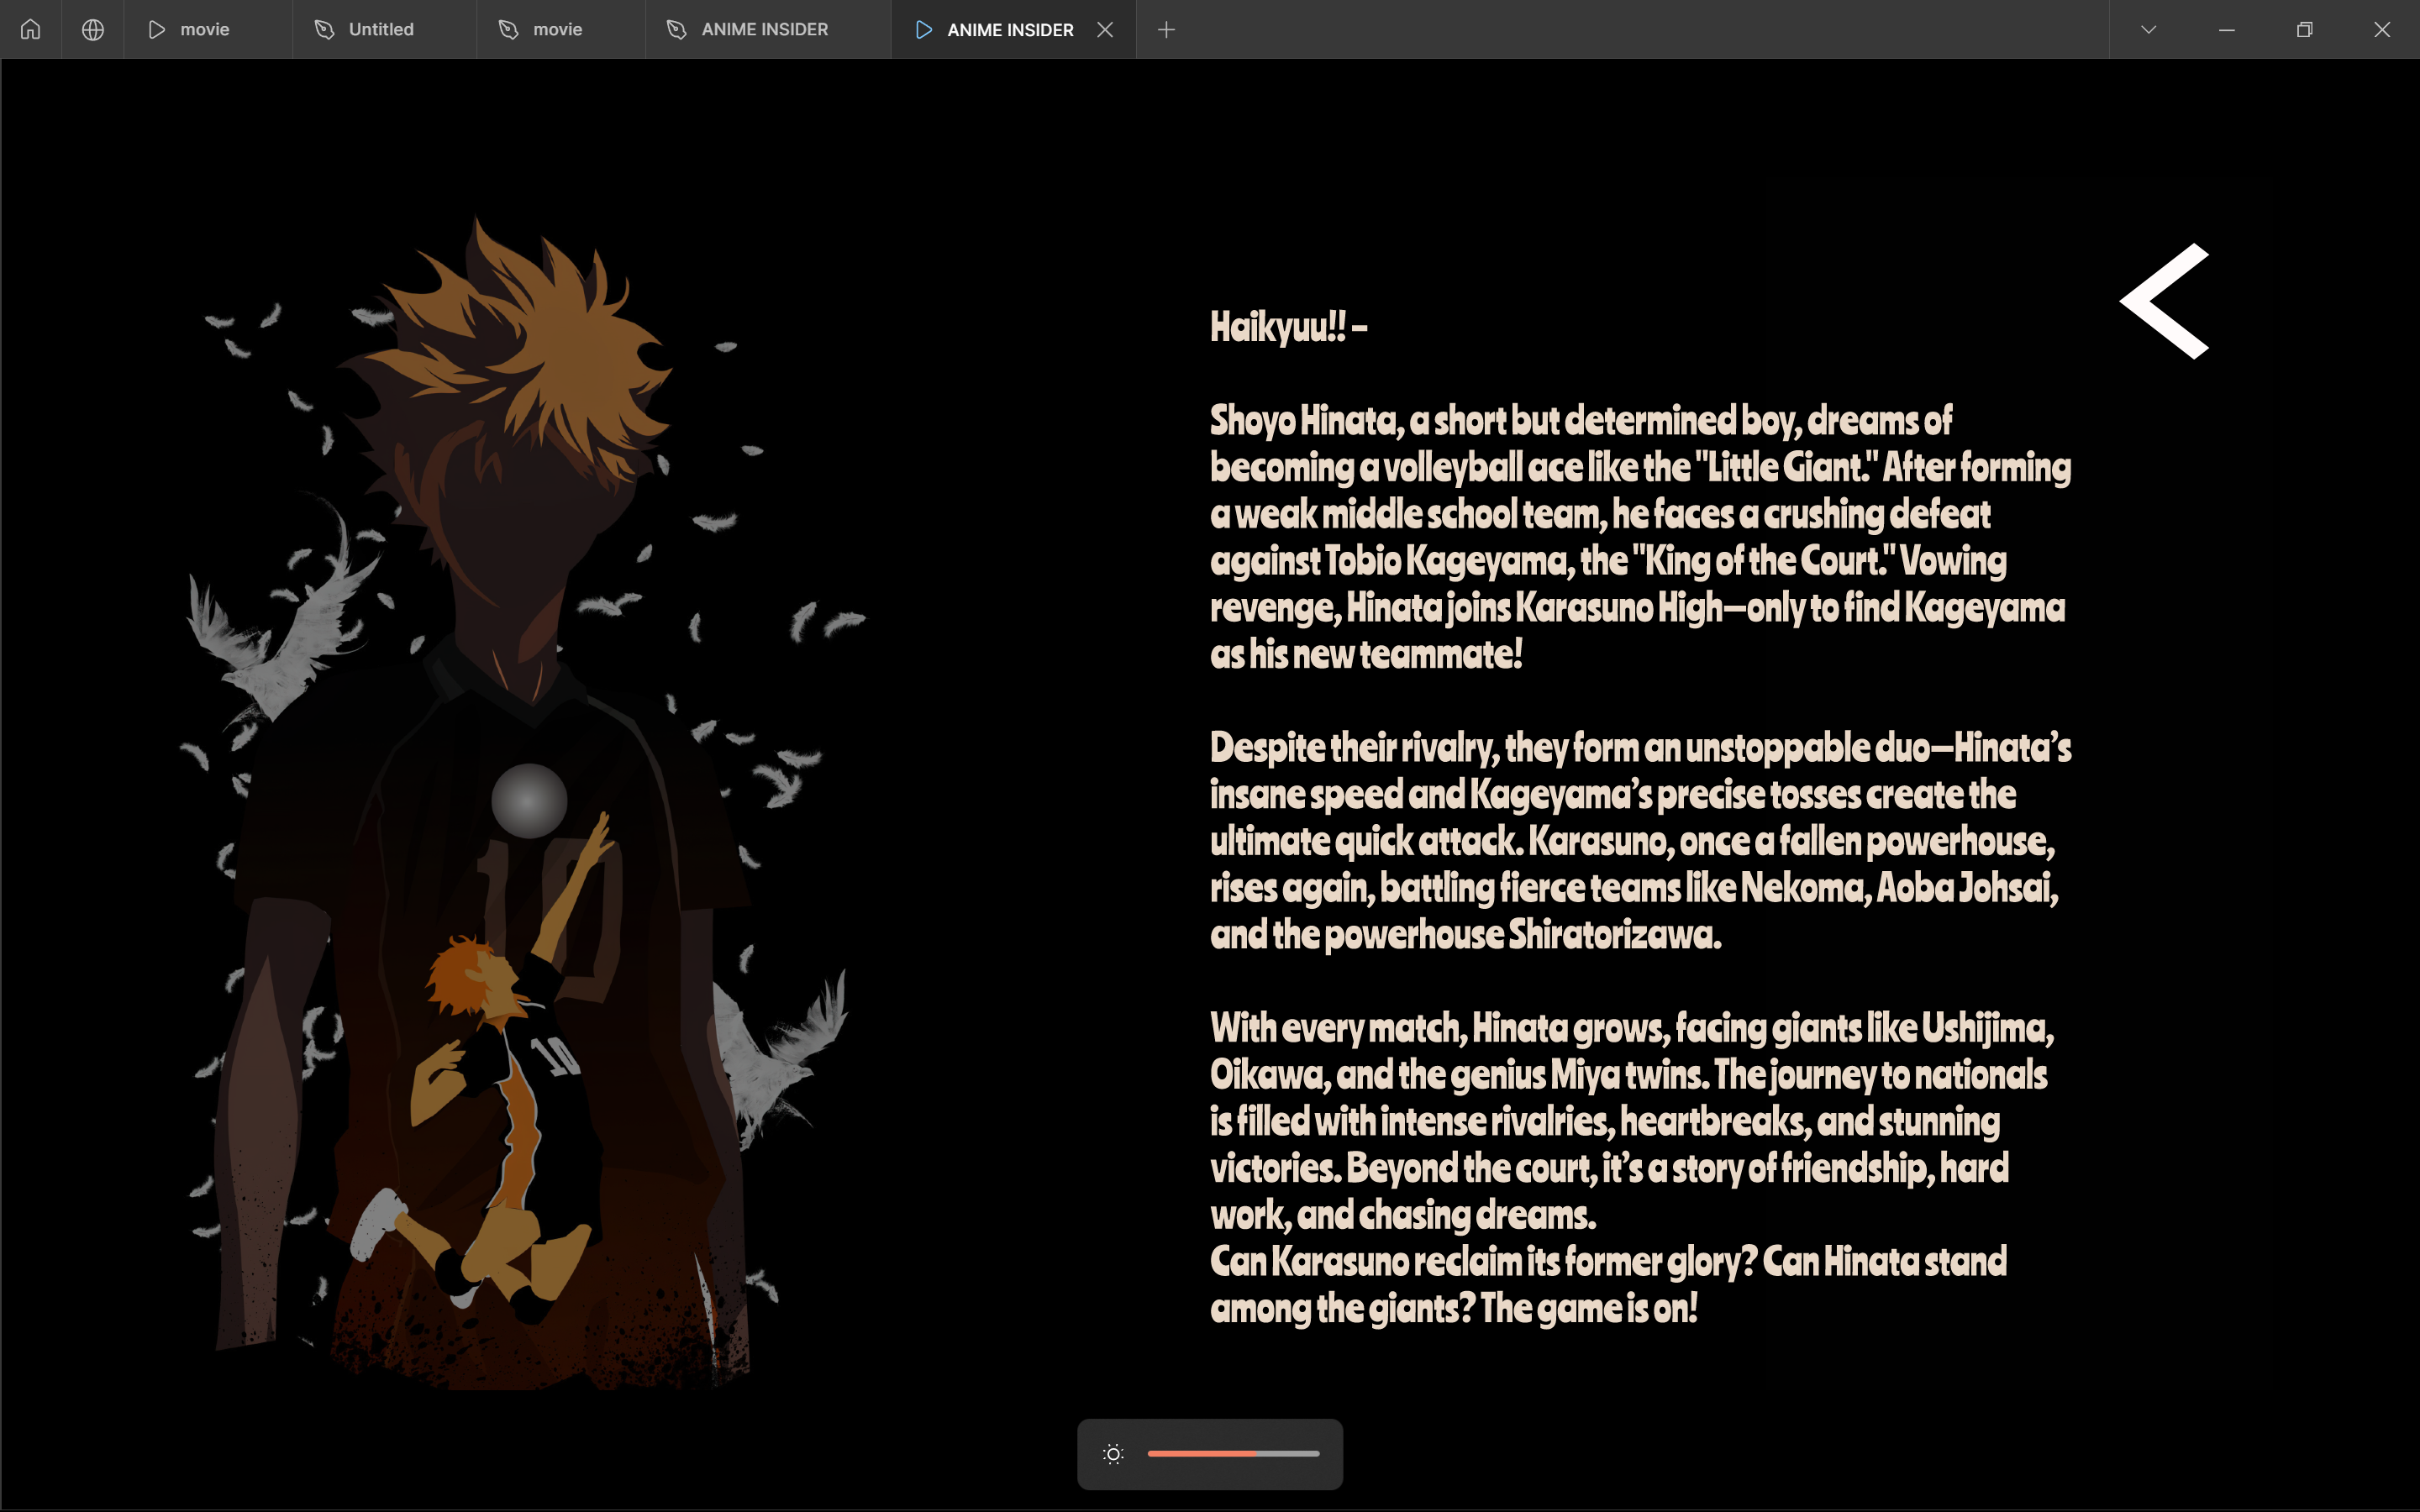 movie
Untitled
movie
ANIME INSIDER
ANIME INSIDER
Haikyuu!! –
Shoyo Hinata, a short but determined boy, dreams of
becoming a volleyball ace like the "Little Giant." After forming
a weak middle school team, he faces a crushing defeat
against Tobio Kageyama, the "King of the Court." Vowing
revenge, Hinata joins Karasuno High—only to find Kageyama
as his new teammate!
Despite their rivalry, they form an unstoppable duo—Hinata’s
insane speed and Kageyama’s precise tosses create the
ultimate quick attack. Karasuno, once a fallen powerhouse,
rises again, battling fierce teams like Nekoma, Aoba Johsai,
and the powerhouse Shiratorizawa.
With every match, Hinata grows, facing giants like Ushijima,
Oikawa, and the genius Miya twins. The journey to nationals
is filled with intense rivalries, heartbreaks, and stunning
victories. Beyond the court, it’s a story of friendship, hard
work, and chasing dreams.
Can Karasuno reclaim its former glory? Can Hinata stand
among the giants? The game is on!
10
10